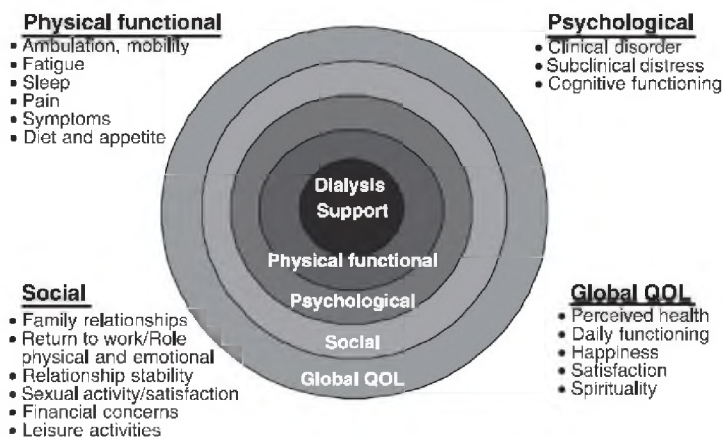 Physical functional
• Ambulation, mobility
• Fatigue
• Sleep
• Pain
• Symptoms
• Diet and appetite
Psychological
• Clinical disorder
• Subclinical distress
• Cognitive functioning
Dialysis
Support
Physical functional
Psychological
Social
Global QOL
Social
• Family relationships
• Return to work/Role
physical and emotional
• Relationship stability
• Sexual activity/satisfaction
• Financial concerns
• Leisure activities
Global QOL
• Perceived health
• Daily functioning
• Happiness
• Satisfaction
• Spirituality